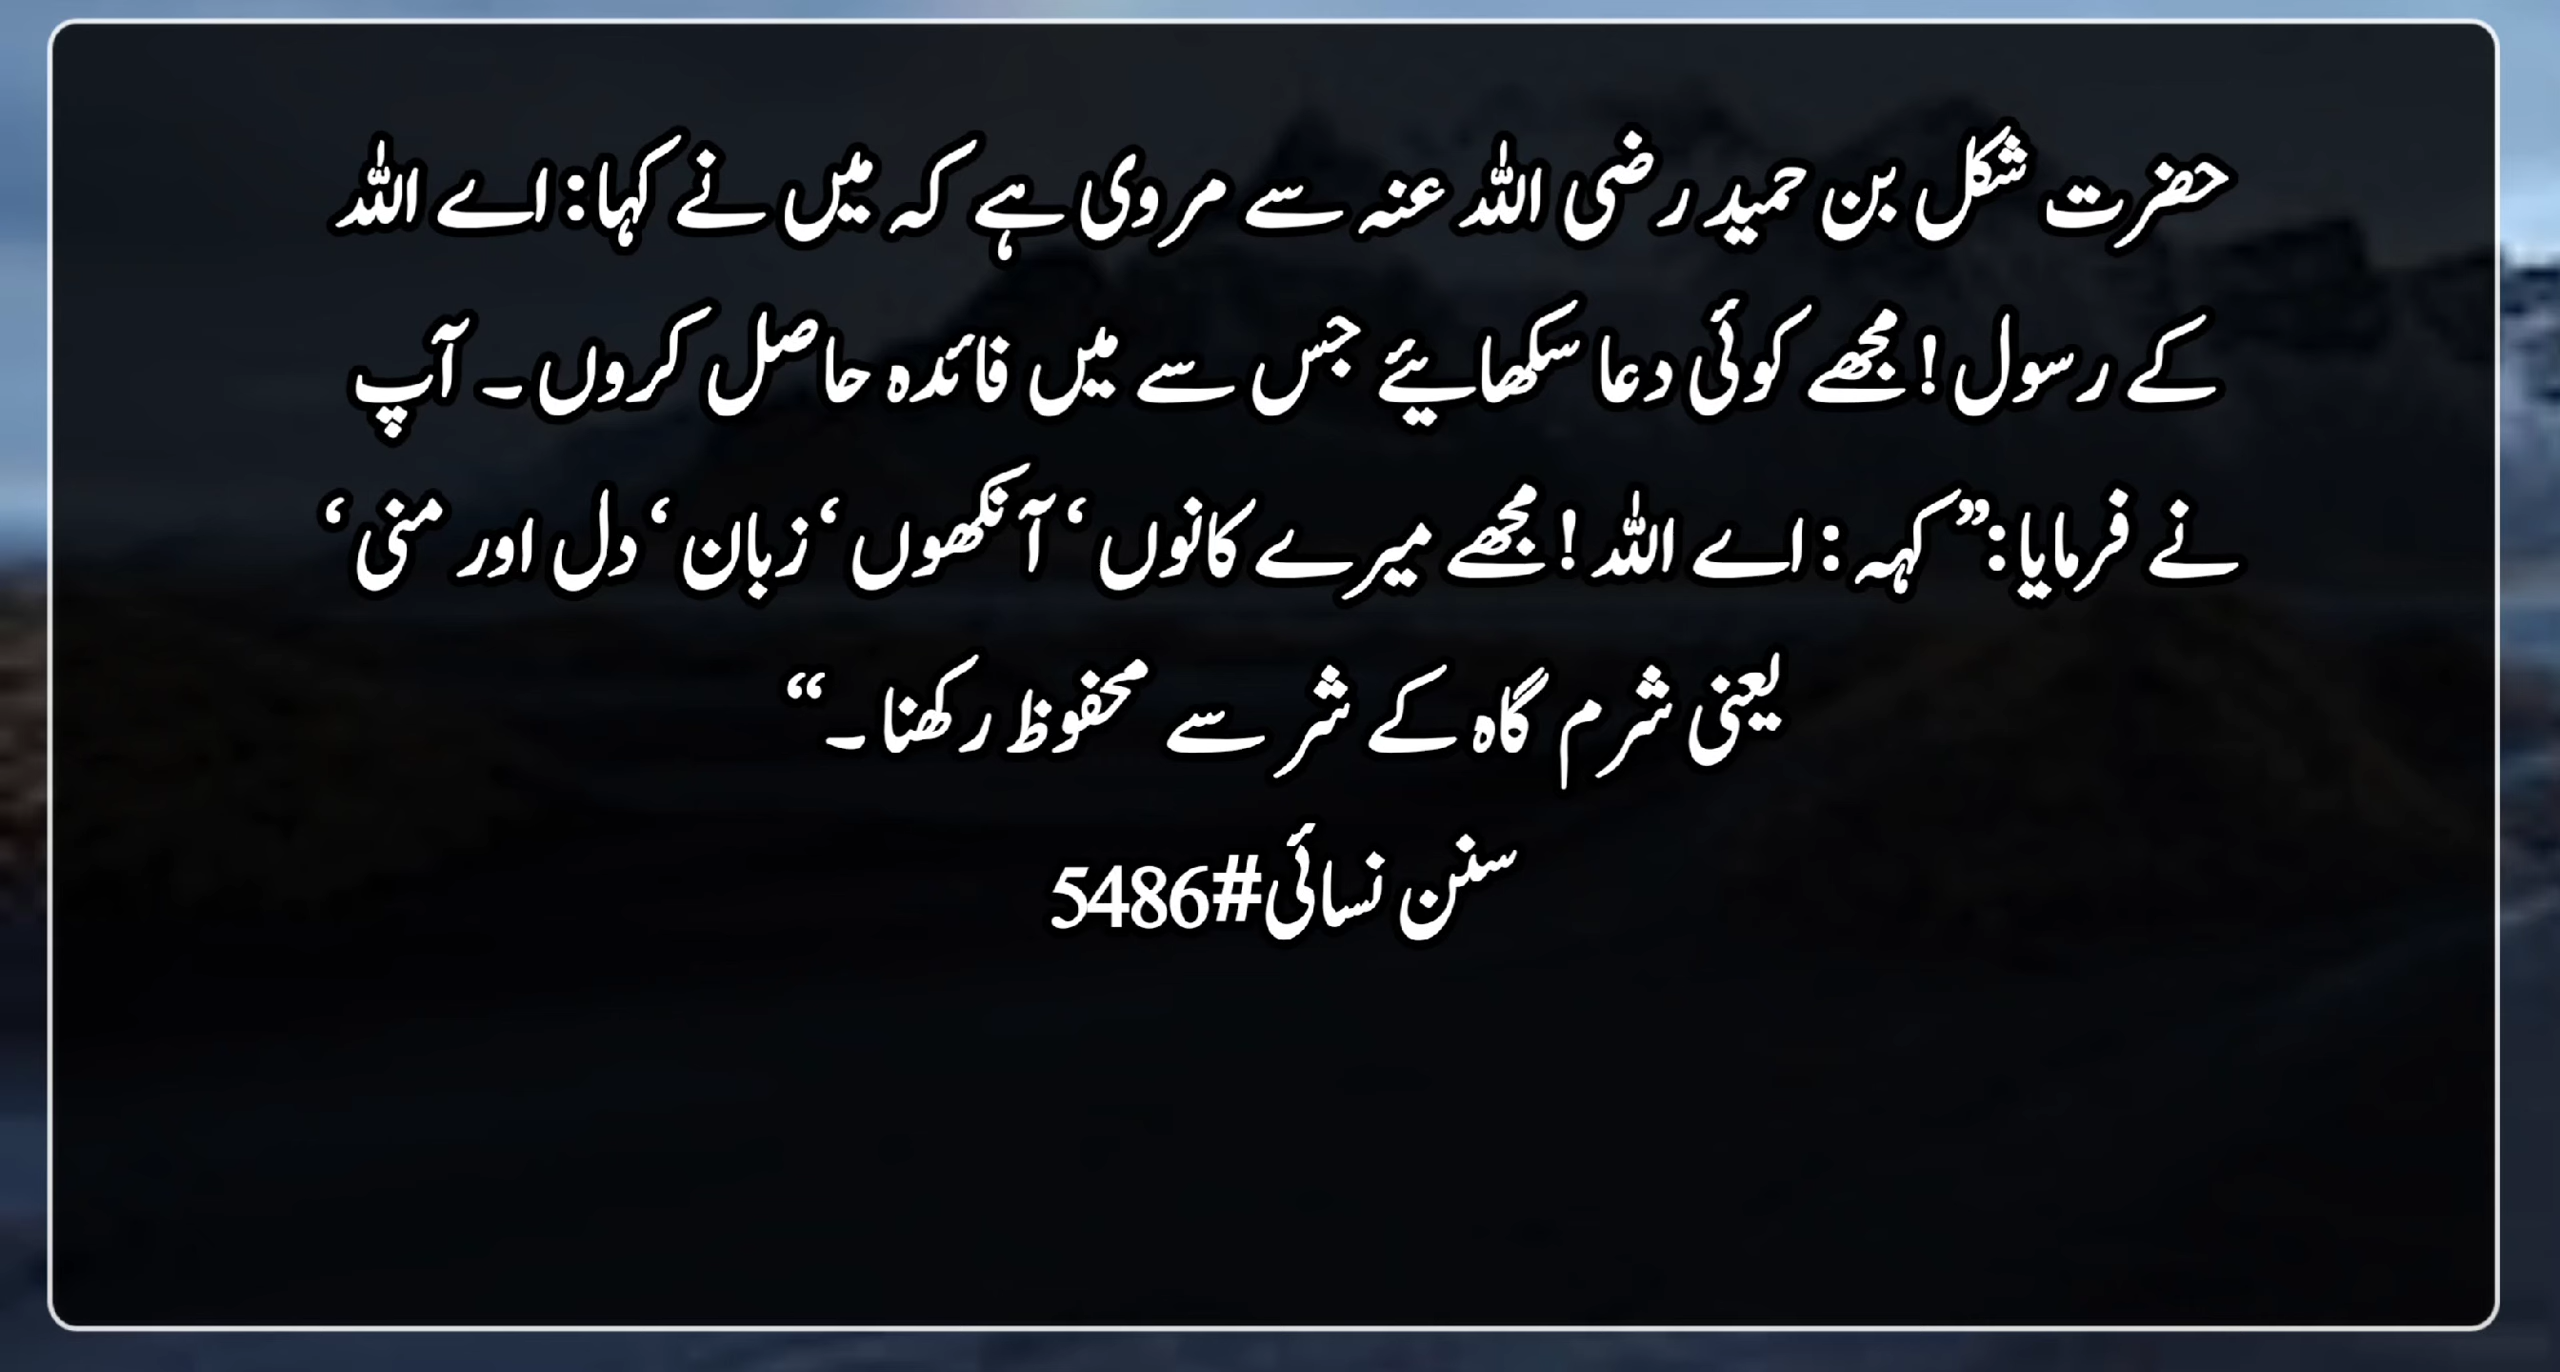 حضرت شکل بن حمید رضی اللہ عنہ سے مروی ہے کہ میں نے کہا: اے اللہ
کے رسول! مجھے کوئی دعا سکھایئے جس سے میں فائدہ حاصل کروں۔ آپ
نے فرمایا:”کہہ : اے اللہ! مجھے میرے کانوں‘ آنکھوں‘ زبان‘ دل اور منی‘
یعنی شرم گاہ کے شر سے محفوظ رکھنا۔“
سنن نسائی#5486